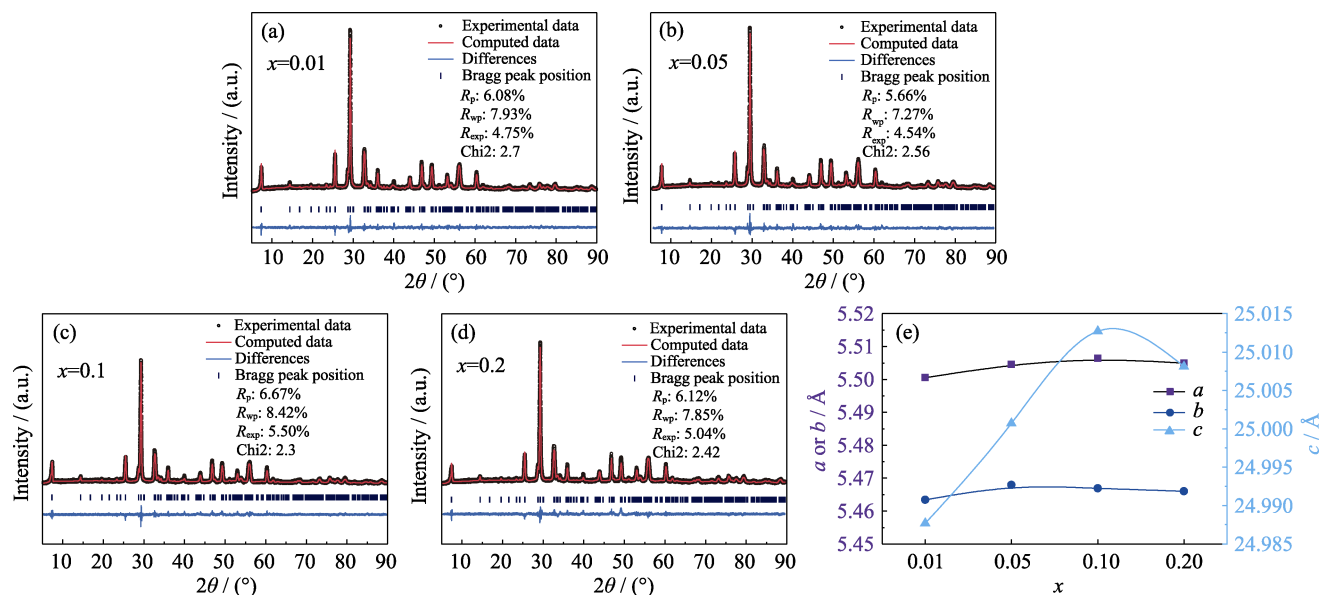 (a)
x=0.01
Experimental data
Computed data
Differences
Bragg peak position
Rp: 6.08%
Rwp: 7.93%
Rexp: 4.75%
Chi2: 2.7
Intensity / (a.u.)
10 20 30 40 50 60 70 80 90
2θ / (°)
(b)
x=0.05
Experimental data
Computed data
Differences
Bragg peak position
Rp: 5.66%
Rwp: 7.27%
Rexp: 4.54%
Chi2: 2.56
Intensity / (a.u.)
10 20 30 40 50 60 70 80 90
2θ / (°)
(c)
x=0.1
Experimental data
Computed data
Differences
Bragg peak position
Rp: 6.67%
Rwp: 8.42%
Rexp: 5.50%
Chi2: 2.3
Intensity / (a.u.)
10 20 30 40 50 60 70 80 90
2θ / (°)
(d)
x=0.2
Experimental data
Computed data
Differences
Bragg peak position
Rp: 6.12%
Rwp: 7.85%
Rexp: 5.04%
Chi2: 2.42
Intensity / (a.u.)
10 20 30 40 50 60 70 80 90
2θ / (°)
(e)
5.52
5.51
5.50
5.49
5.48
5.47
5.46
5.45
a or b / Å
a
b
c
25.015
25.010
25.005
25.000
24.995
24.990
24.985
c / Å
0.01 0.05 0.10 0.20
x